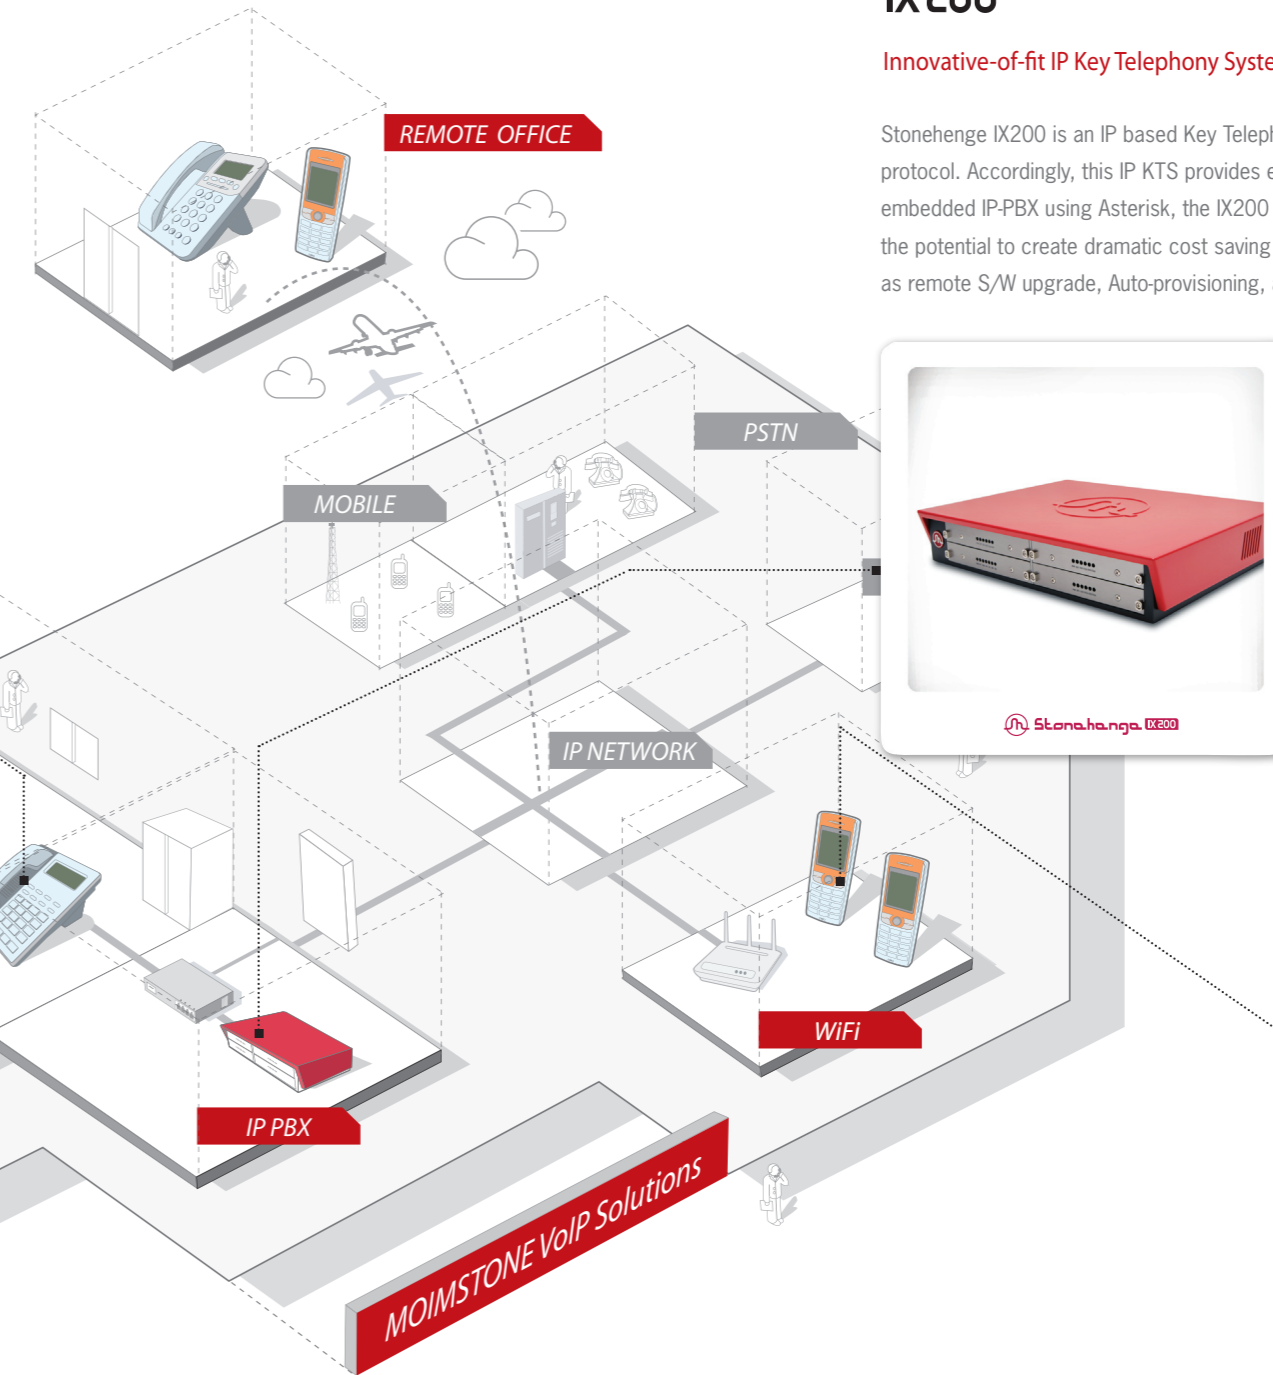 IX200
Innovative-of-fit IP Key Telephony Syste
Stonehenge IX200 is an IP based Key Teleph
protocol. Accordingly, this IP KTS provides e
embedded IP-PBX using Asterisk, the IX200
the potential to create dramatic cost saving
as remote S/W upgrade, Auto-provisioning,
REMOTE OFFICE
PSTN
MOBILE
Stonehenge IX200
IP NETWORK
WiFi
IP PBX
MOIMSTONE VoIP Solutions